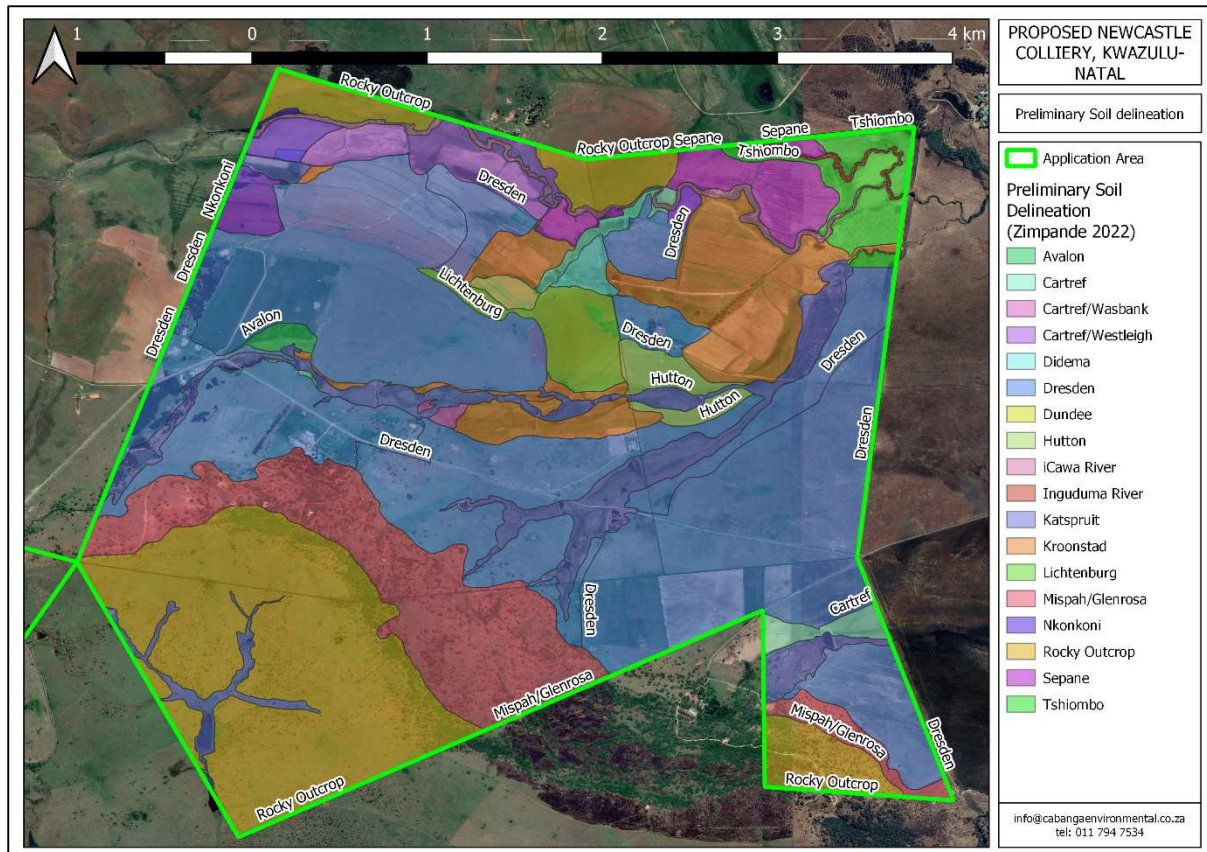 1 0 1 2 3 4 km
Rocky Outcrop
Rocky Outcrop Sepane
Sepane
Tshiombo
Tshiombo
Nkonkoni
Dresden
Dresden
Dresden
Dresden
Lichtenburg
Avalon
Dresden
Dresden
Hutton
Hutton
Dresden
Dresden
Dresden
Cartref
Mispah/Glenrosa
Mispah/Glenrosa
Dresden
Rocky Outcrop
Rocky Outcrop
PROPOSED NEWCASTLE
COLLIERY, KWAZULU-
NATAL
Preliminary Soil delineation
Application Area
Preliminary Soil
Delineation
(Zimpande 2022)
Avalon
Cartref
Cartref/Wasbank
Cartref/Westleigh
Didema
Dresden
Dundee
Hutton
iCawa River
Inguduma River
Katspruit
Kroonstad
Lichtenburg
Mispah/Glenrosa
Nkonkoni
Rocky Outcrop
Sepane
Tshiombo
info@cabangaenvironmental.co.za
tel: 011 794 7534